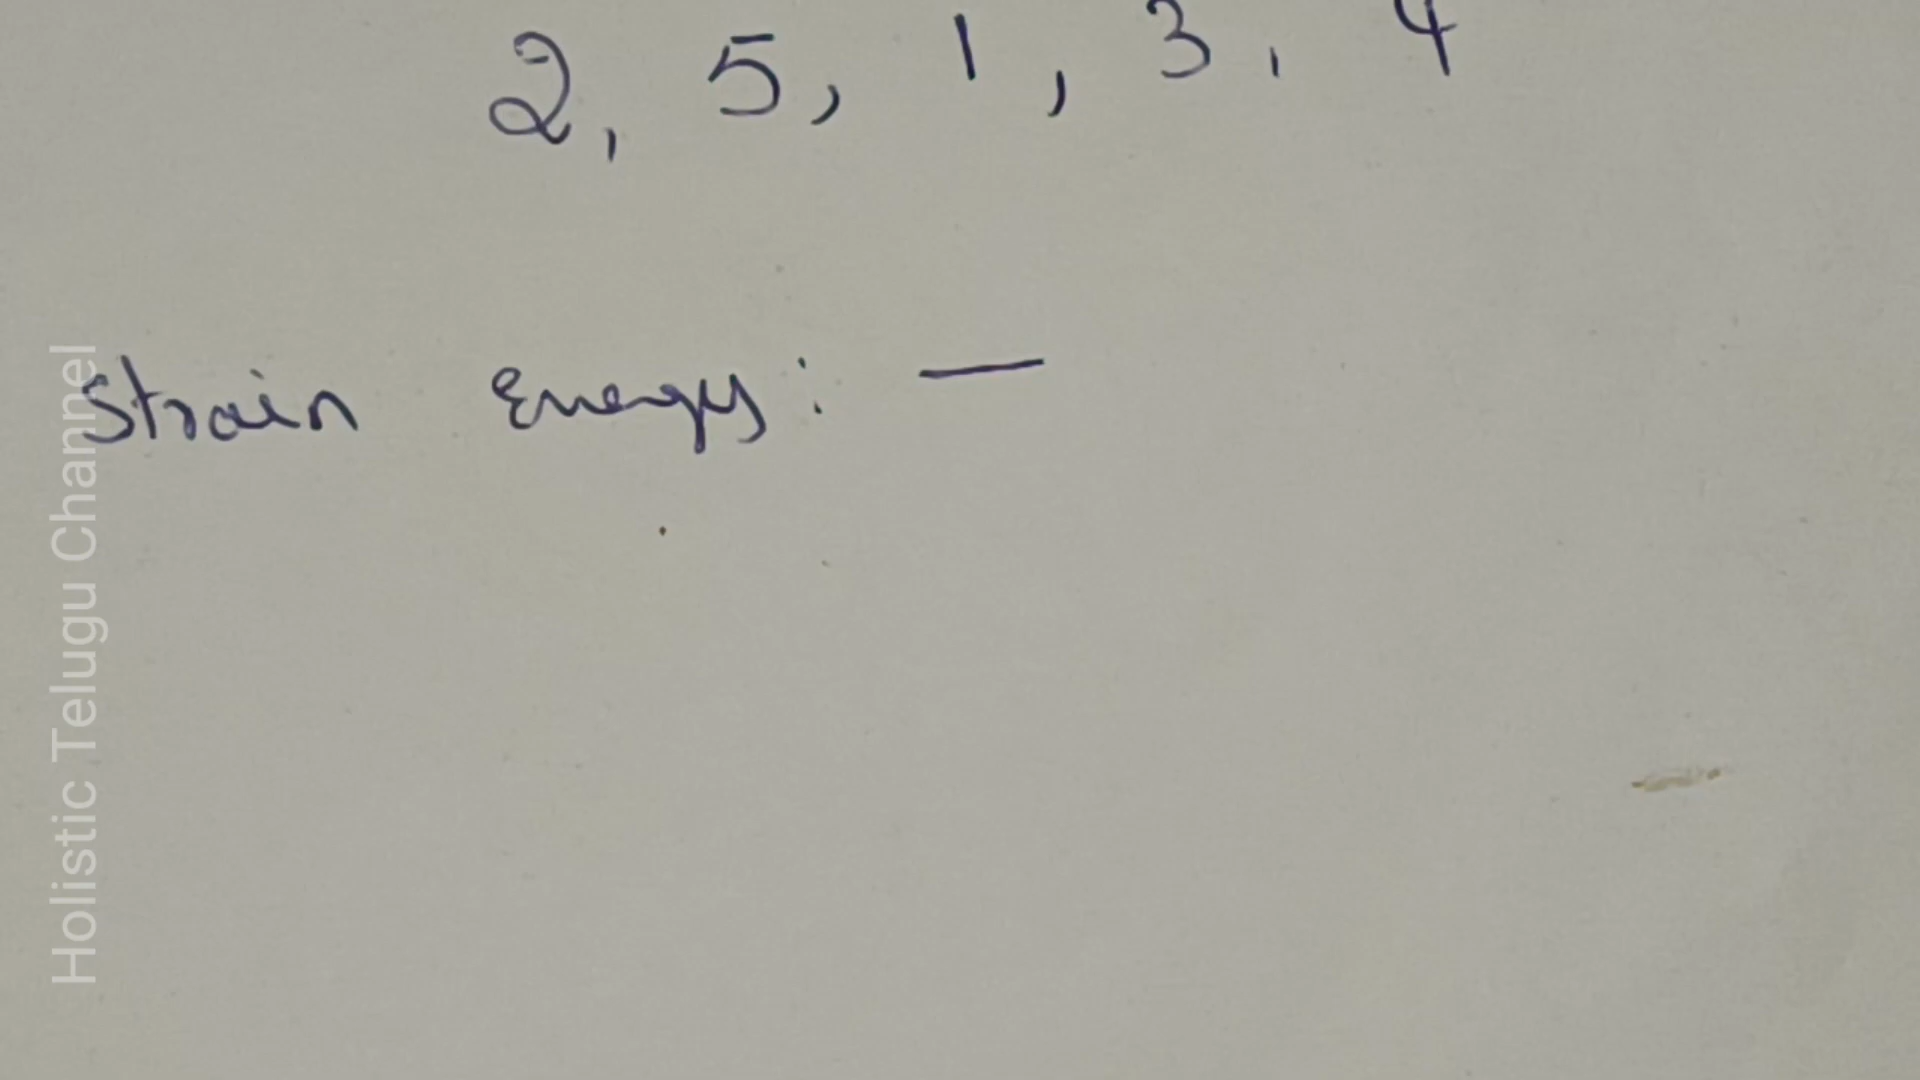 2, 5, 1, 3, 4
Strain Energy: —
Holistic Telugu Channel